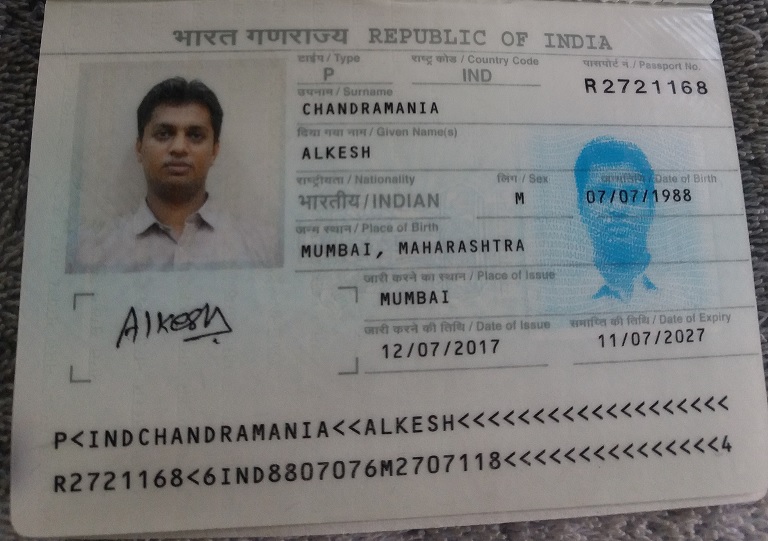 भारत गणराज्य REPUBLIC OF INDIA
टाईप / Type राष्ट्र कोड / Country Code पासपोर्ट नं. / Passport No.
P IND R2721168
उपनाम / Surname
CHANDRAMANIA
दिया गया नाम / Given Name(s)
ALKESH
राष्ट्रीयता / Nationality लिंग / Sex जन्मतिथि / Date of Birth
भारतीय / INDIAN M 07/07/1988
जन्म स्थान / Place of Birth
MUMBAI, MAHARASHTRA
जारी करने का स्थान / Place of Issue
MUMBAI
जारी करने की तिथि / Date of Issue समाप्ति की तिथि / Date of Expiry
12/07/2017 11/07/2027
Alkesh
P<INDCHANDRAMANIA<<ALKESH<<<<<<<<<<<<<<<<<<<
R2721168<6IND8807076M2707118<<<<<<<<<<<<<<<4